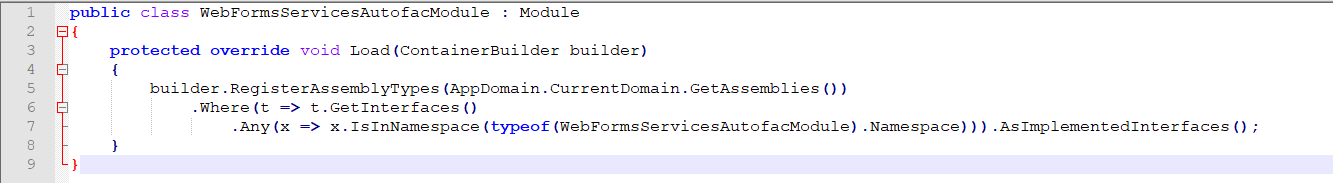 1 public class WebFormsServicesAutofacModule : Module
2 {
3     protected override void Load(ContainerBuilder builder)
4     {
5         builder.RegisterAssemblyTypes(AppDomain.CurrentDomain.GetAssemblies())
6             .Where(t => t.GetInterfaces()
7                 .Any(x => x.IsInNamespace(typeof(WebFormsServicesAutofacModule).Namespace))).AsImplementedInterfaces();
8     }
9 }